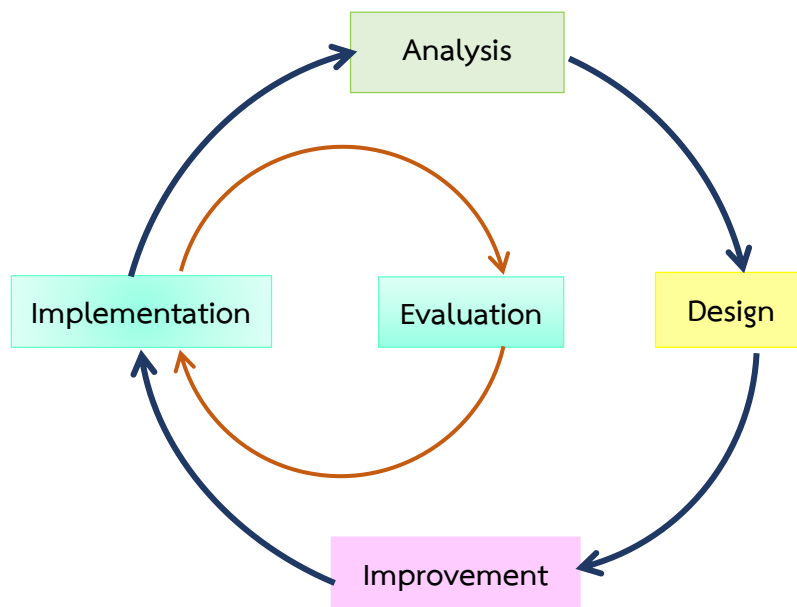 Analysis
Implementation
Evaluation
Design
Improvement